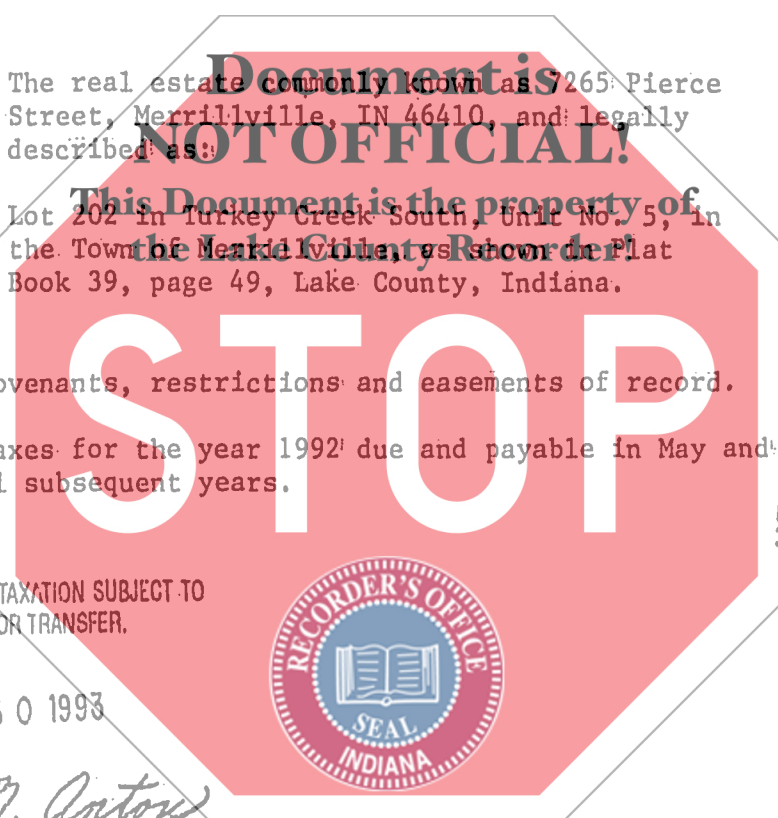 Document is
The real estate commonly known as 7265 Pierce
Street, Merrillville, IN 46410, and legally
NOT OFFICIAL!
described as:
This Document is the property of
Lot 202 in Turkey Creek South, Unit No. 5, in
the Lake County Recorder!
the Town of Merrillville, as shown in Plat
Book 39, page 49, Lake County, Indiana.
STOP
ovenants, restrictions and easements of record.
axes for the year 1992 due and payable in May and
subsequent years.
TAXATION SUBJECT TO
OR TRANSFER.
RECORDER'S OFFICE
0 1993
SEAL
INDIANA
Anton